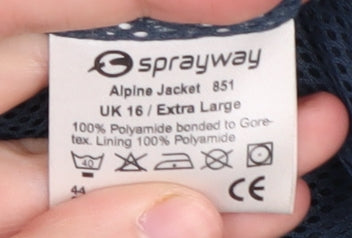 sprayway
Alpine Jacket 851
UK 16 / Extra Large
100% Polyamide bonded to Gore-
tex. Lining 100% Polyamide
40
44
CE